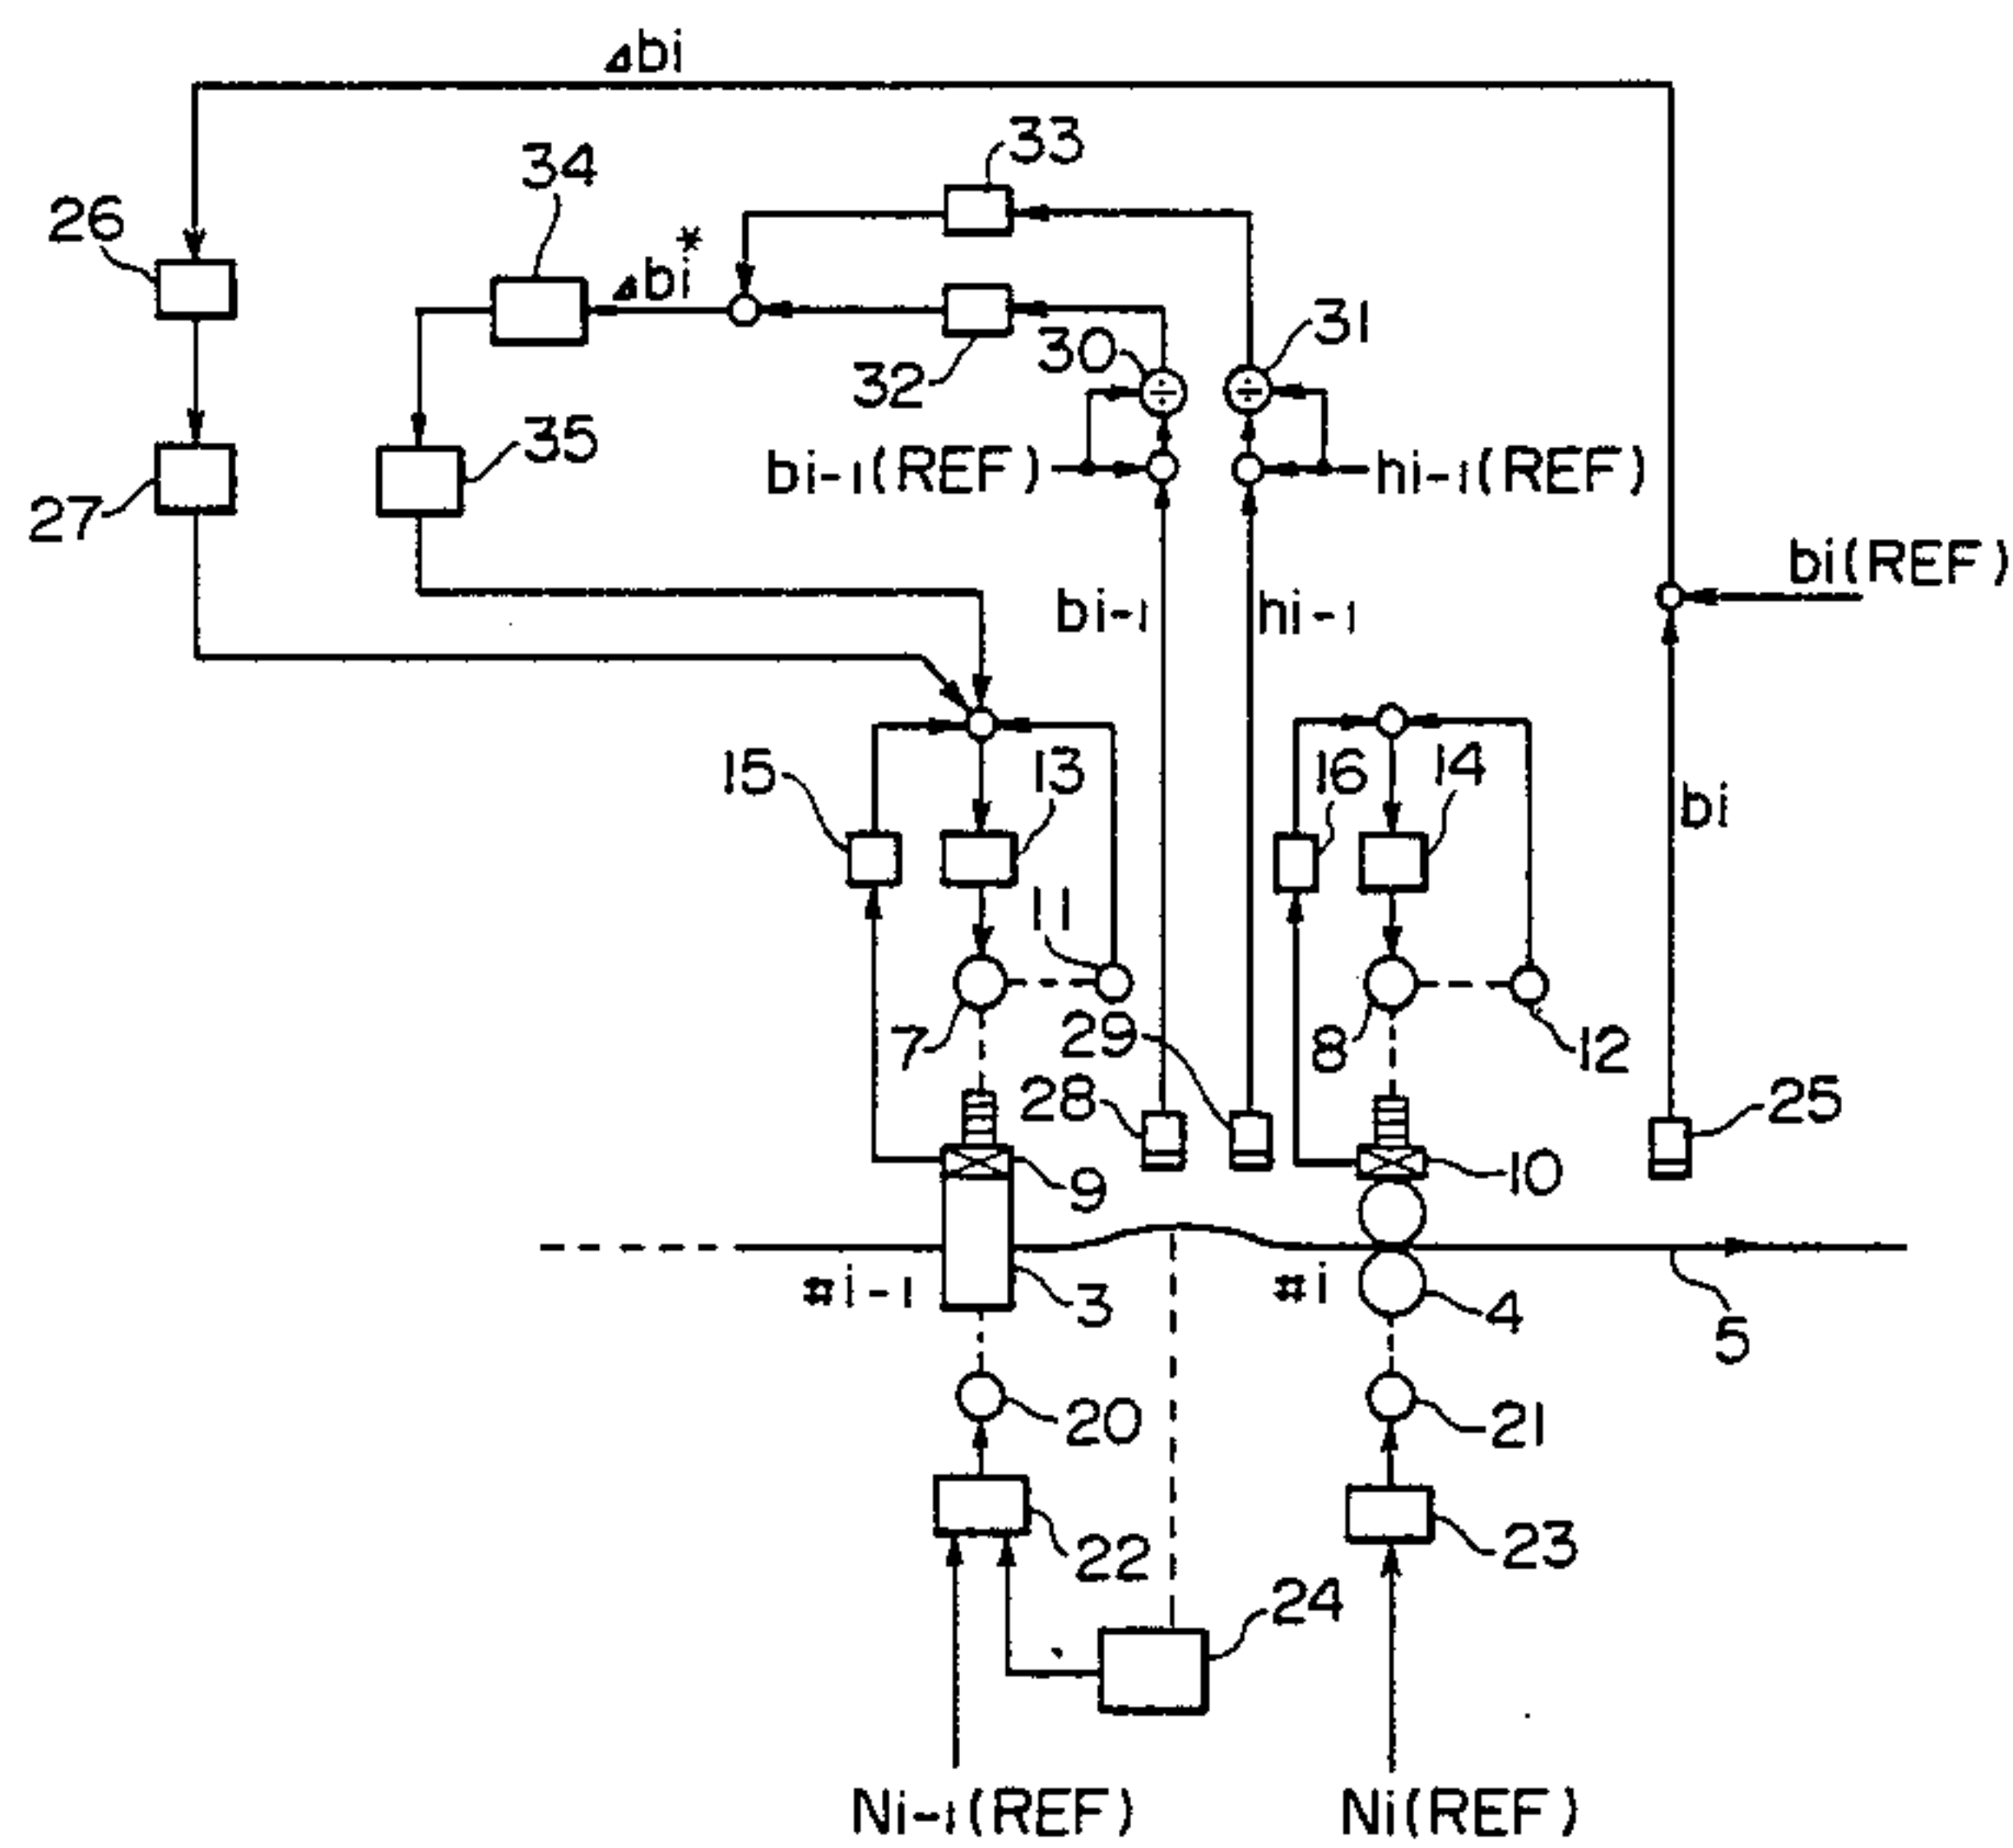 ⊿bi
33
34
26
⊿bi*
31
30
32
35
bi-1(REF)
hi-1(REF)
27
bi(REF)
bi-1
hi-1
15
13
16
14
bi
11
7
29
8
12
28
25
9
10
#i-1
3
#i
4
5
20
21
22
23
24
Ni-1(REF)
Ni(REF)